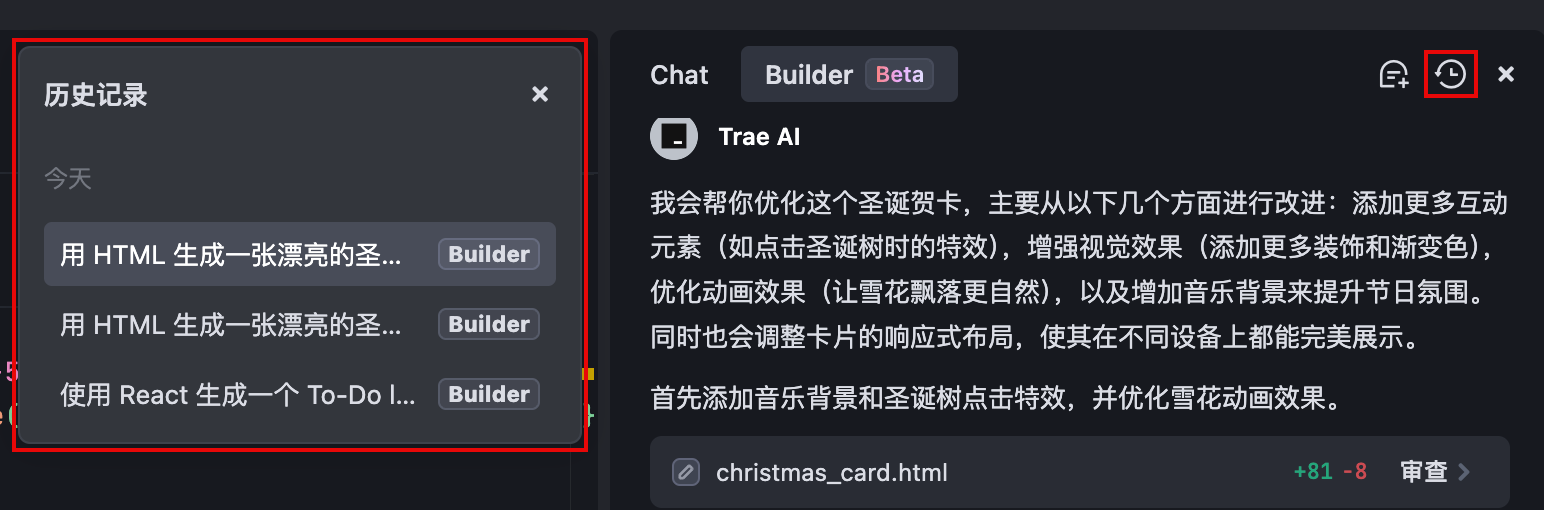 历史记录
今天
用 HTML 生成一张漂亮的圣... Builder
用 HTML 生成一张漂亮的圣... Builder
使用 React 生成一个 To-Do l... Builder
Chat Builder Beta
Trae AI
我会帮你优化这个圣诞贺卡，主要从以下几个方面进行改进：添加更多互动
元素（如点击圣诞树时的特效），增强视觉效果（添加更多装饰和渐变色），
优化动画效果（让雪花飘落更自然），以及增加音乐背景来提升节日氛围。
同时也会调整卡片的响应式布局，使其在不同设备上都能完美展示。
首先添加音乐背景和圣诞树点击特效，并优化雪花动画效果。
christmas_card.html +81 -8 审查